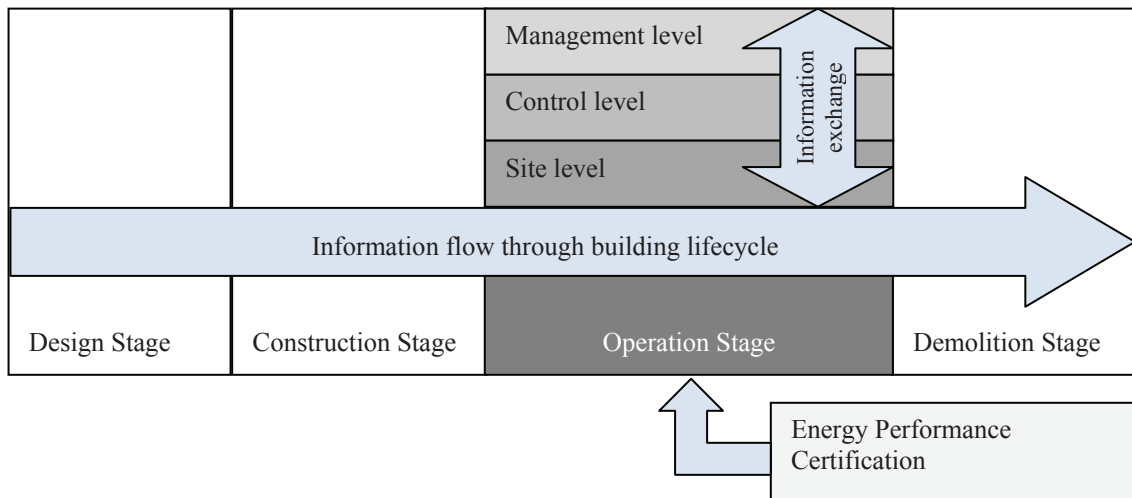 Management level
Control level
Site level
Information
exchange
Information flow through building lifecycle
Design Stage
Construction Stage
Operation Stage
Demolition Stage
Energy Performance
Certification